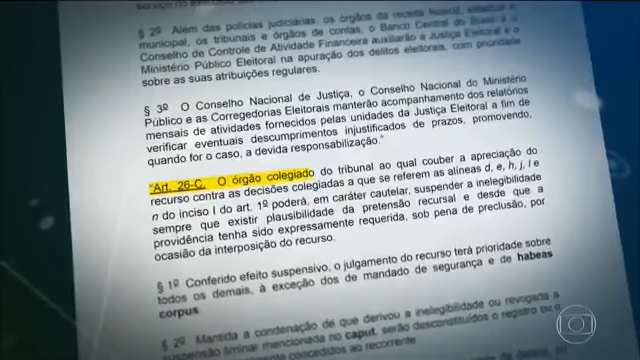 § 2º Além das polícias judiciárias, os órgãos da receita federal, estadual e
municipal, os tribunais e órgãos de contas, o Banco Central do Brasil e o
Conselho de Controle de Atividade Financeira auxiliarão a Justiça Eleitoral e o
Ministério Público Eleitoral na apuração dos delitos eleitorais, com prioridade
sobre as suas atribuições regulares.
§ 3º O Conselho Nacional de Justiça, o Conselho Nacional do Ministério
Público e as Corregedorias Eleitorais manterão acompanhamento dos relatórios
mensais de atividades fornecidos pelas unidades da Justiça Eleitoral a fim de
verificar eventuais descumprimentos injustificados de prazos, promovendo,
quando for o caso, a devida responsabilização."
"Art. 26-C. O órgão colegiado do tribunal ao qual couber a apreciação do
recurso contra as decisões colegiadas a que se referem as alíneas d, e, h, j, l e
n do inciso I do art. 1º poderá, em caráter cautelar, suspender a inelegibilidade
sempre que existir plausibilidade da pretensão recursal e desde que a
providência tenha sido expressamente requerida, sob pena de preclusão, por
ocasião da interposição do recurso.
§ 1º Conferido efeito suspensivo, o julgamento do recurso terá prioridade sobre
todos os demais, à exceção dos de mandado de segurança e de habeas
corpus
§ 2º Mantida a condenação de que derivou a inelegibilidade ou revogada a
suspensão liminar mencionada no caput, serão desconstituídos o registro ou o
concedidos ao recorrente